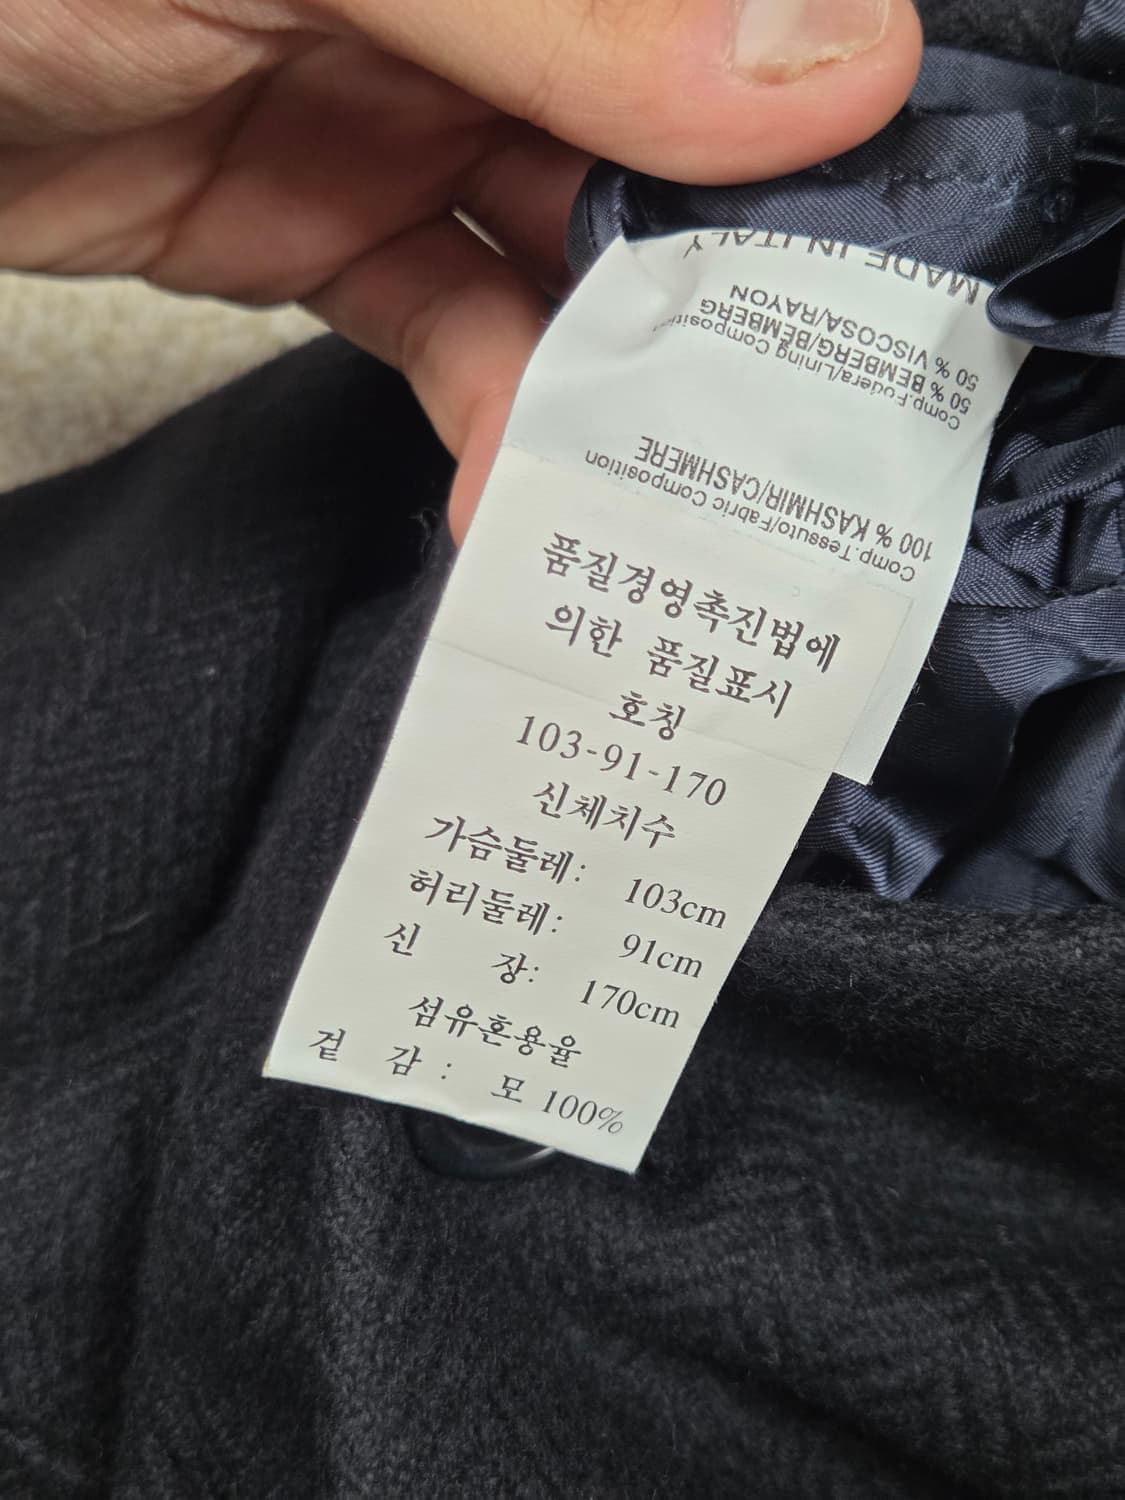 품질경영촉진법에
의한 품질표시
호칭
103-91-170
신체치수
가슴둘레: 103cm
허리둘레: 91cm
신 장: 170cm
섬유혼용율
겉 감 : 모 100%
Comp.Tessuto/Fabric Composition
100 % KASHMIR/CASHMERE
Comp.Fodera/Lining Composition
50 % BEMBERG/BEMBERG
50 % VISCOSA/RAYON
MADE IN ITALY